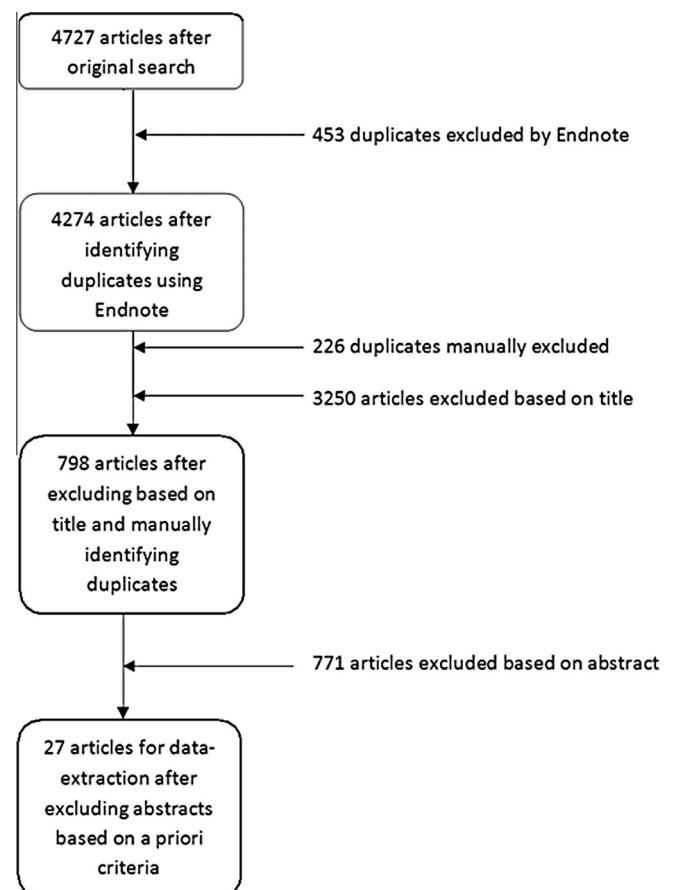 4727 articles after
original search
453 duplicates excluded by Endnote
4274 articles after
identifying
duplicates using
Endnote
226 duplicates manually excluded
3250 articles excluded based on title
798 articles after
excluding based on
title and manually
identifying
duplicates
771 articles excluded based on abstract
27 articles for data-
extraction after
excluding abstracts
based on a priori
criteria